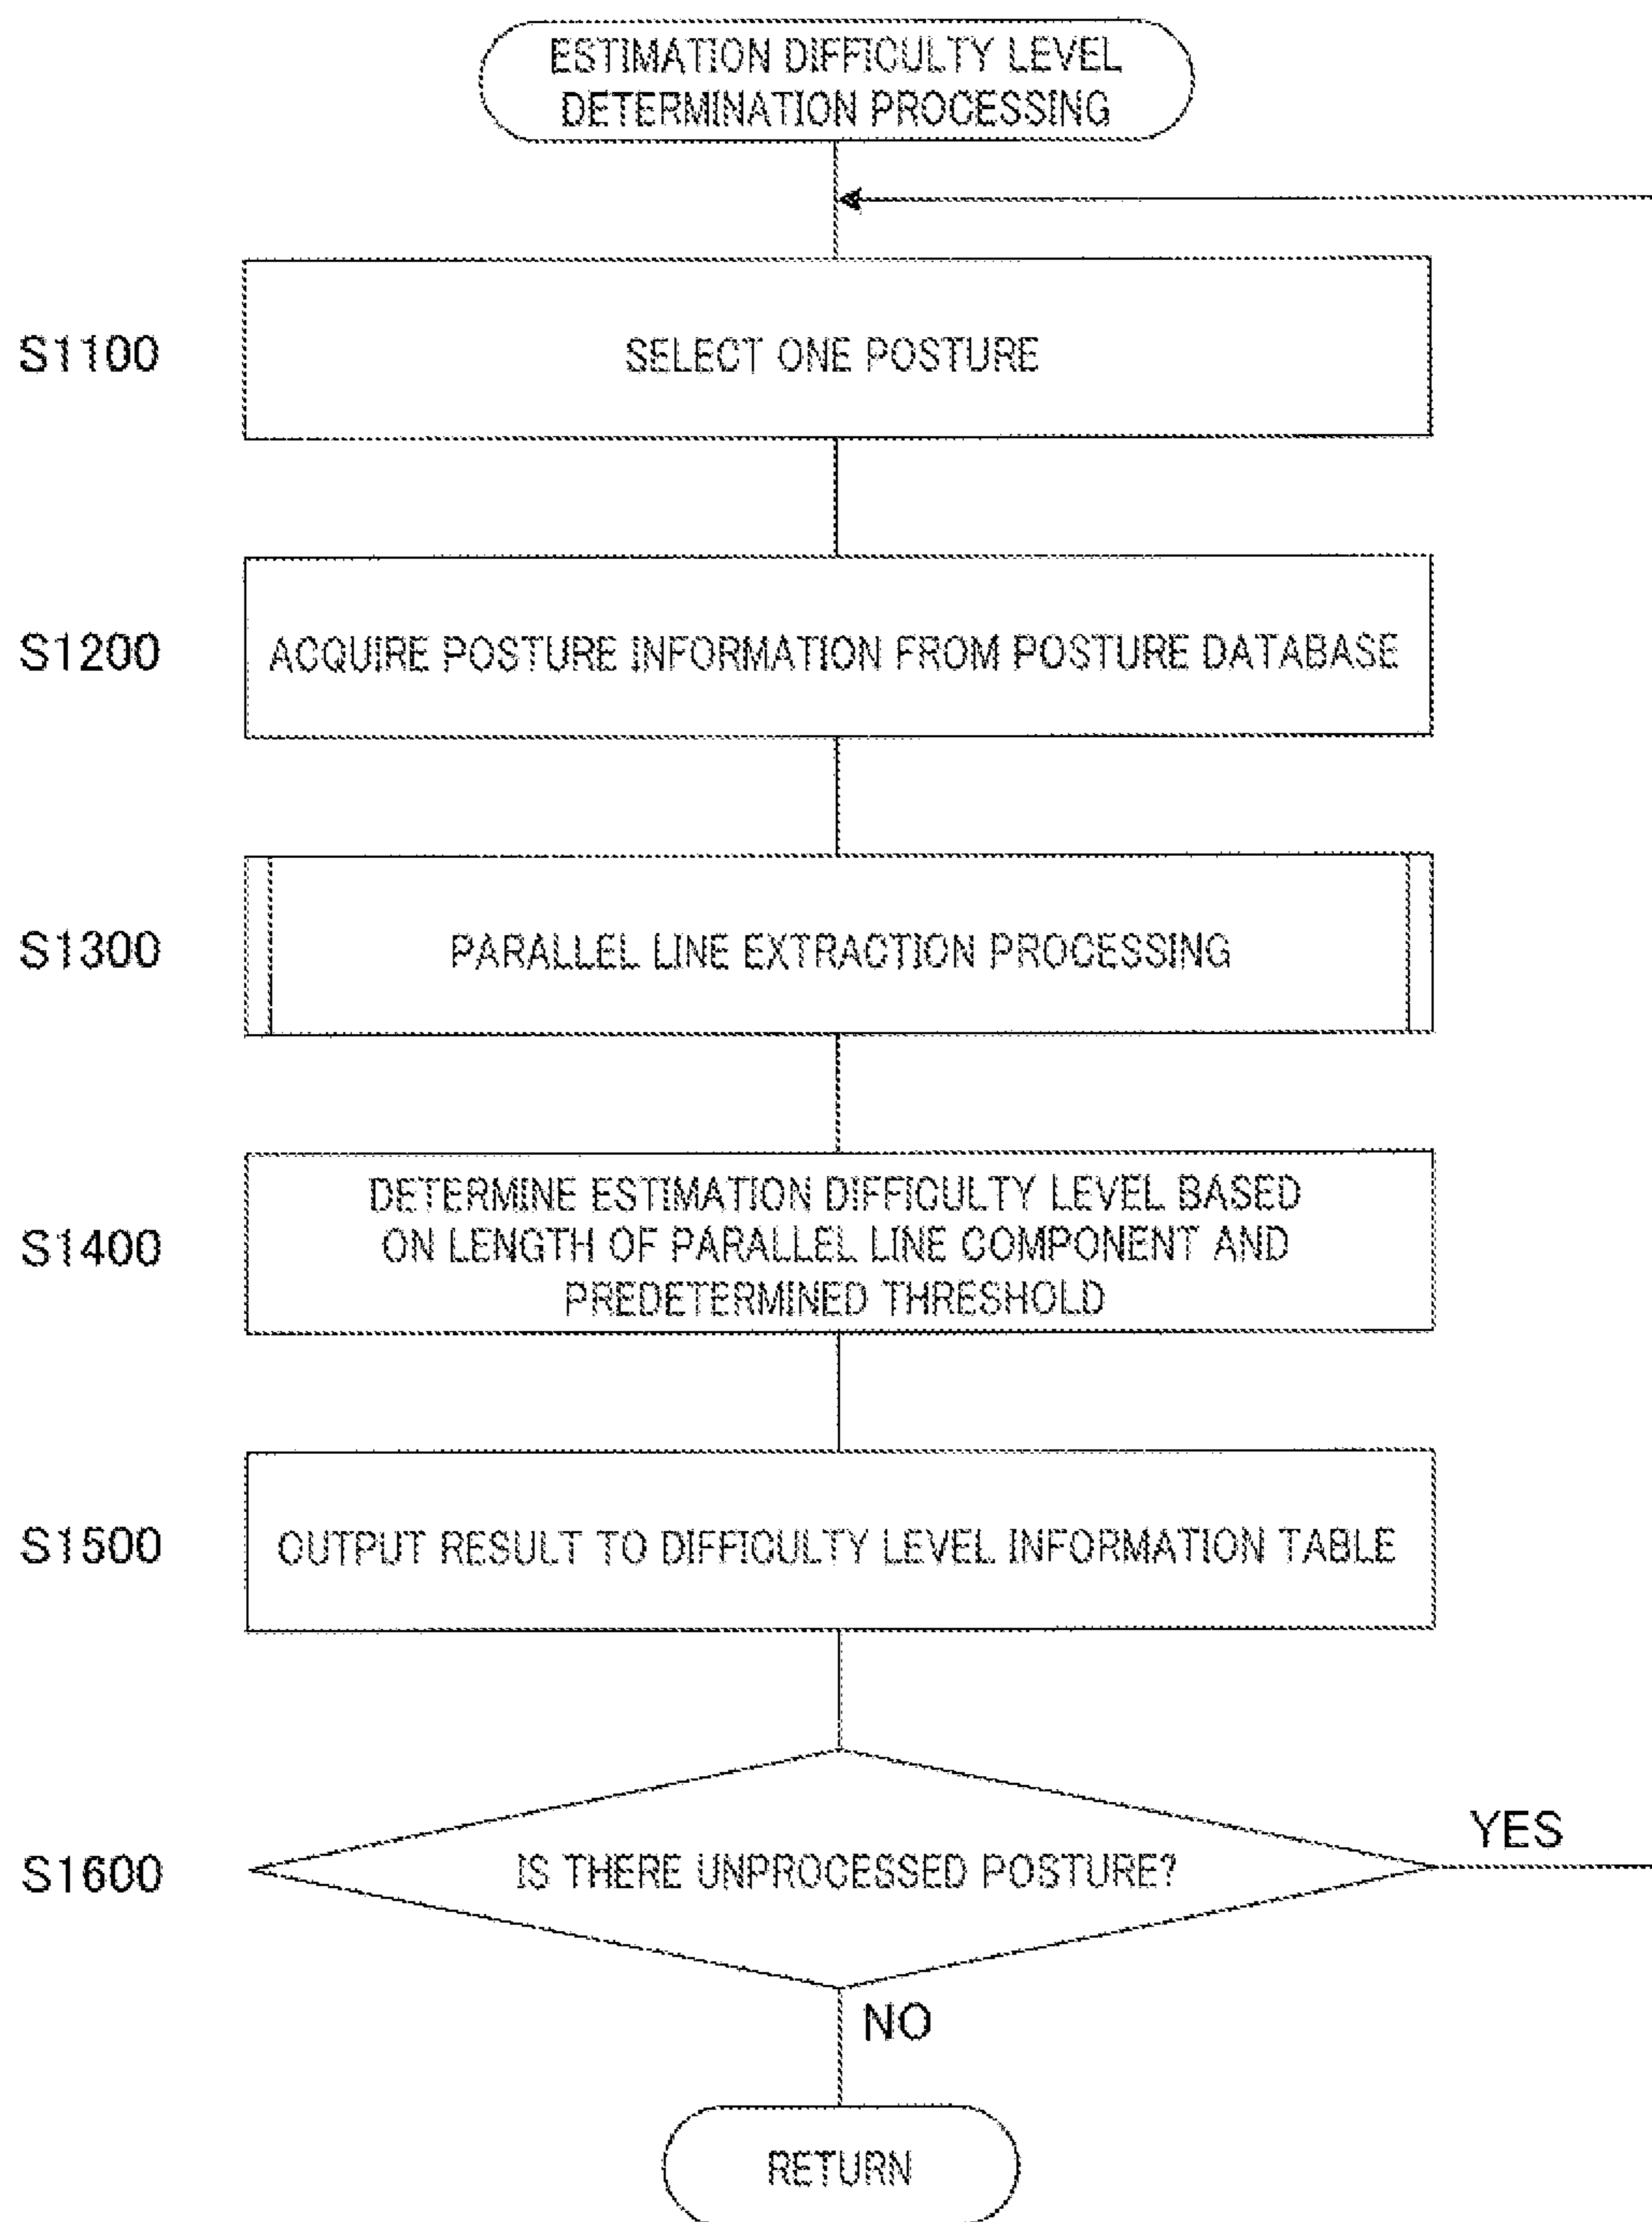 ESTIMATION DIFFICULTY LEVEL
DETERMINATION PROCESSING
S1100
SELECT ONE POSTURE
S1200
ACQUIRE POSTURE INFORMATION FROM POSTURE DATABASE
S1300
PARALLEL LINE EXTRACTION PROCESSING
S1400
DETERMINE ESTIMATION DIFFICULTY LEVEL BASED
ON LENGTH OF PARALLEL LINE COMPONENT AND
PREDETERMINED THRESHOLD
S1500
OUTPUT RESULT TO DIFFICULTY LEVEL INFORMATION TABLE
S1600
IS THERE UNPROCESSED POSTURE?
YES
NO
RETURN